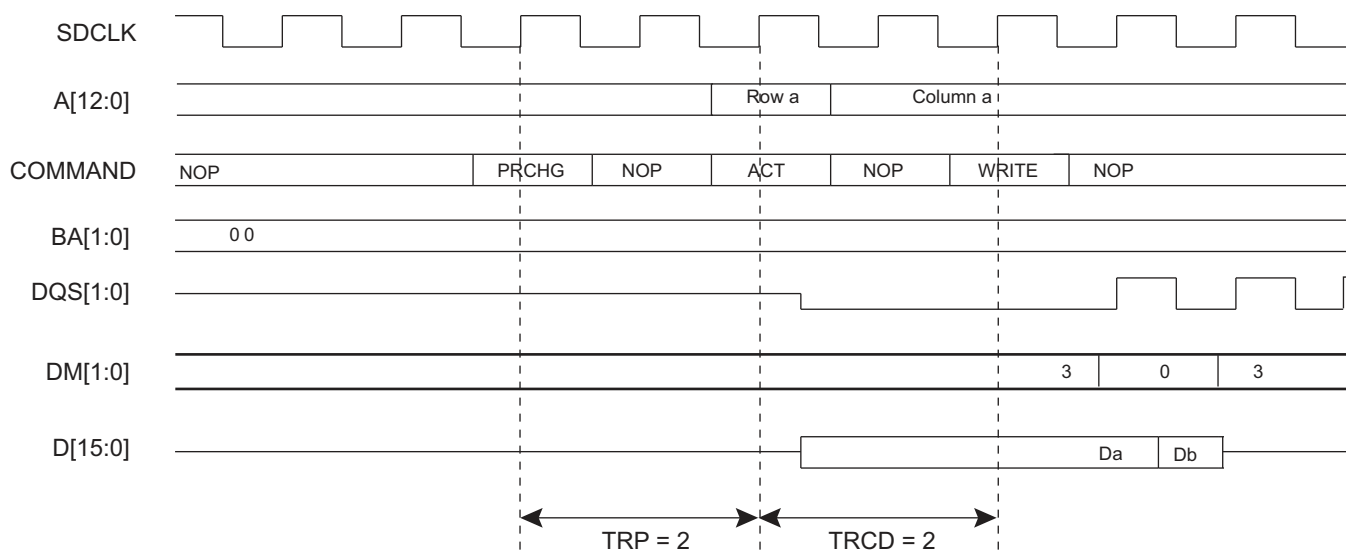 SDCLK
A[12:0] Row a Column a
COMMAND NOP PRCHG NOP ACT NOP WRITE NOP
BA[1:0] 0 0
DQS[1:0]
DM[1:0] 3 0 3
D[15:0] Da Db
TRP = 2 TRCD = 2